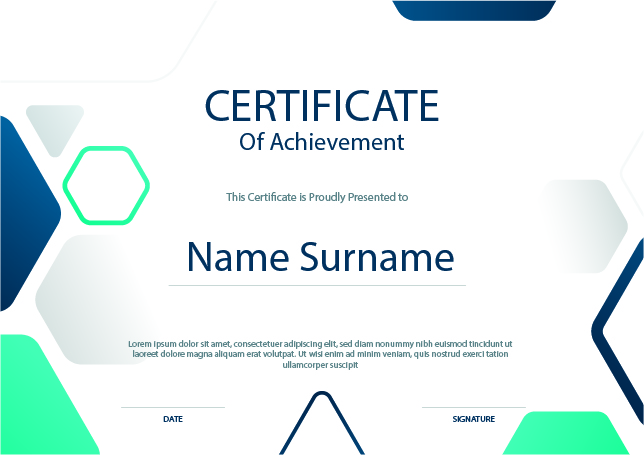 CERTIFICATE
Of Achievement
This Certificate is Proudly Presented to
Name Surname
Lorem ipsum dolor sit amet, consectetuer adipiscing elit, sed diam nonummy nibh euismod tincidunt ut
laoreet dolore magna aliquam erat volutpat. Ut wisi enim ad minim veniam, quis nostrud exerci tation
ullamcorper suscipit
DATE
SIGNATURE